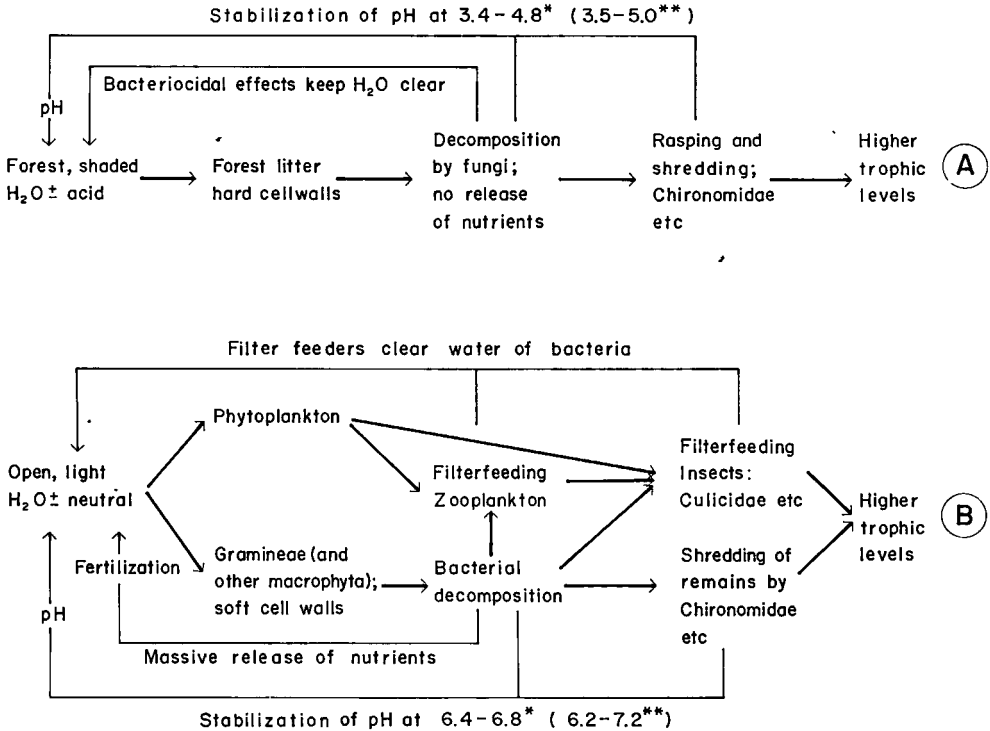 Stabilization of pH at 3.4-4.8* (3.5-5.0**)
Bacteriocidal effects keep H₂O clear
pH
Forest, shaded
H₂O ± acid
Forest litter
hard cellwalls
Decomposition
by fungi;
no release
of nutrients
Rasping and
shredding;
Chironomidae
etc
Higher
trophic
levels
A
Filter feeders clear water of bacteria
Phytoplankton
Open, light
H₂O ± neutral
Filterfeeding
Zooplankton
Filterfeeding
Insects:
Culicidae etc
Higher
trophic
levels
B
Fertilization
Gramineae (and
other macrophyta);
soft cell walls
Bacterial
decomposition
Shredding of
remains by
Chironomidae
etc
pH
Massive release of nutrients
Stabilization of pH at 6.4-6.8* (6.2-7.2**)